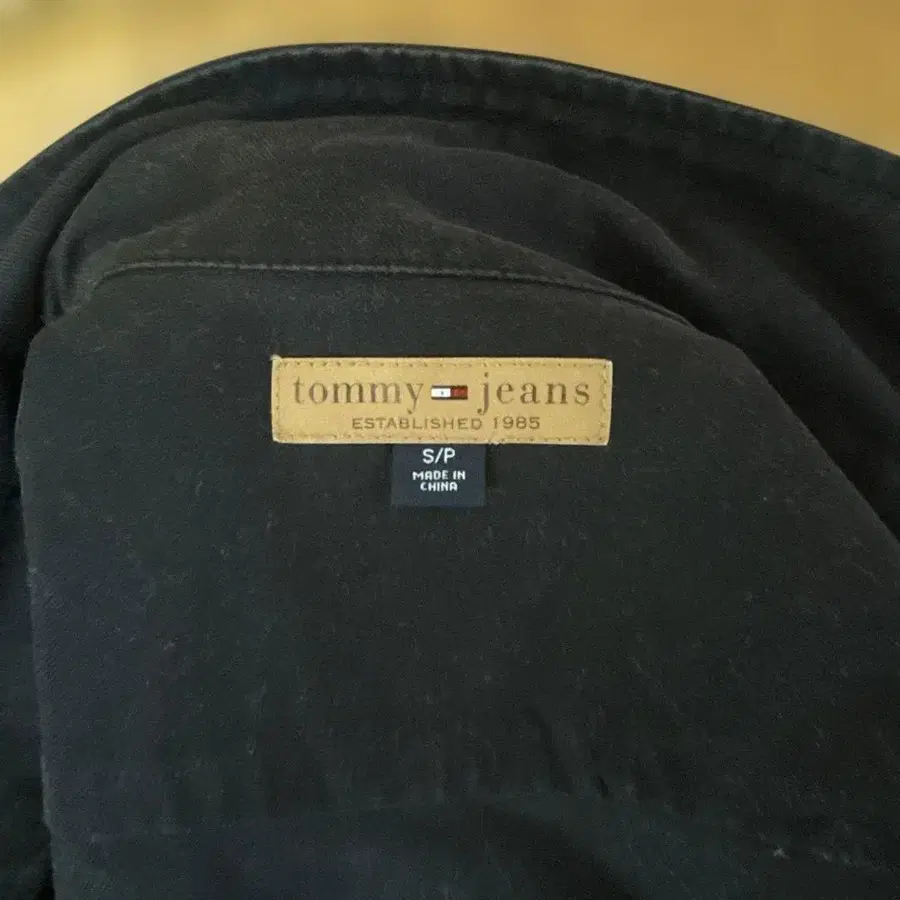 tommy jeans
ESTABLISHED 1985
S/P
MADE IN
CHINA